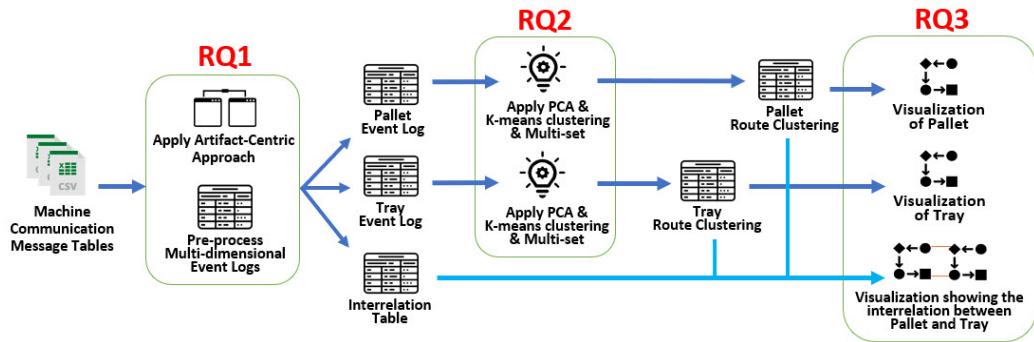 RQ1
RQ2
RQ3
CSV
Machine
Communication
Message Tables
Apply Artifact-Centric
Approach
Pre-process
Multi-dimensional
Event Logs
Pallet
Event Log
Tray
Event Log
Interrelation
Table
Apply PCA &
K-means clustering
& Multi-set
Apply PCA &
K-means clustering
& Multi-set
Pallet
Route Clustering
Tray
Route Clustering
Visualization
of Pallet
Visualization
of Tray
Visualization showing the
interrelation between
Pallet and Tray